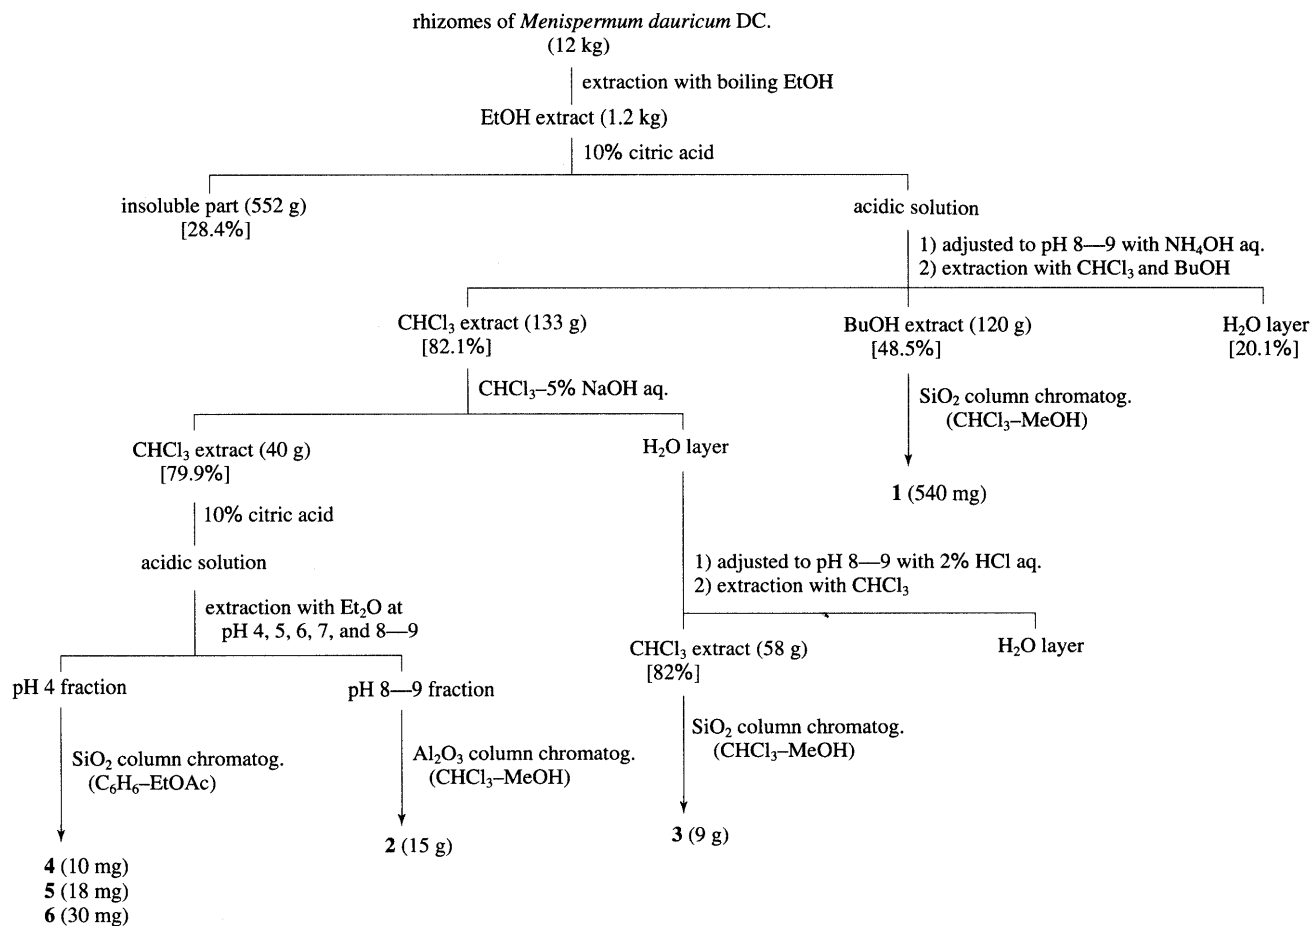 rhizomes of Menispermum dauricum DC.
(12 kg)
extraction with boiling EtOH
EtOH extract (1.2 kg)
10% citric acid
insoluble part (552 g)
[28.4%]
acidic solution
1) adjusted to pH 8—9 with NH₄OH aq.
2) extraction with CHCl₃ and BuOH
CHCl₃ extract (133 g)
[82.1%]
BuOH extract (120 g)
[48.5%]
H₂O layer
[20.1%]
CHCl₃–5% NaOH aq.
SiO₂ column chromatog.
(CHCl₃–MeOH)
1 (540 mg)
CHCl₃ extract (40 g)
[79.9%]
H₂O layer
10% citric acid
acidic solution
1) adjusted to pH 8—9 with 2% HCl aq.
2) extraction with CHCl₃
extraction with Et₂O at
pH 4, 5, 6, 7, and 8—9
CHCl₃ extract (58 g)
[82%]
H₂O layer
pH 4 fraction
pH 8—9 fraction
SiO₂ column chromatog.
(C₆H₆–EtOAc)
Al₂O₃ column chromatog.
(CHCl₃–MeOH)
SiO₂ column chromatog.
(CHCl₃–MeOH)
4 (10 mg)
5 (18 mg)
6 (30 mg)
2 (15 g)
3 (9 g)